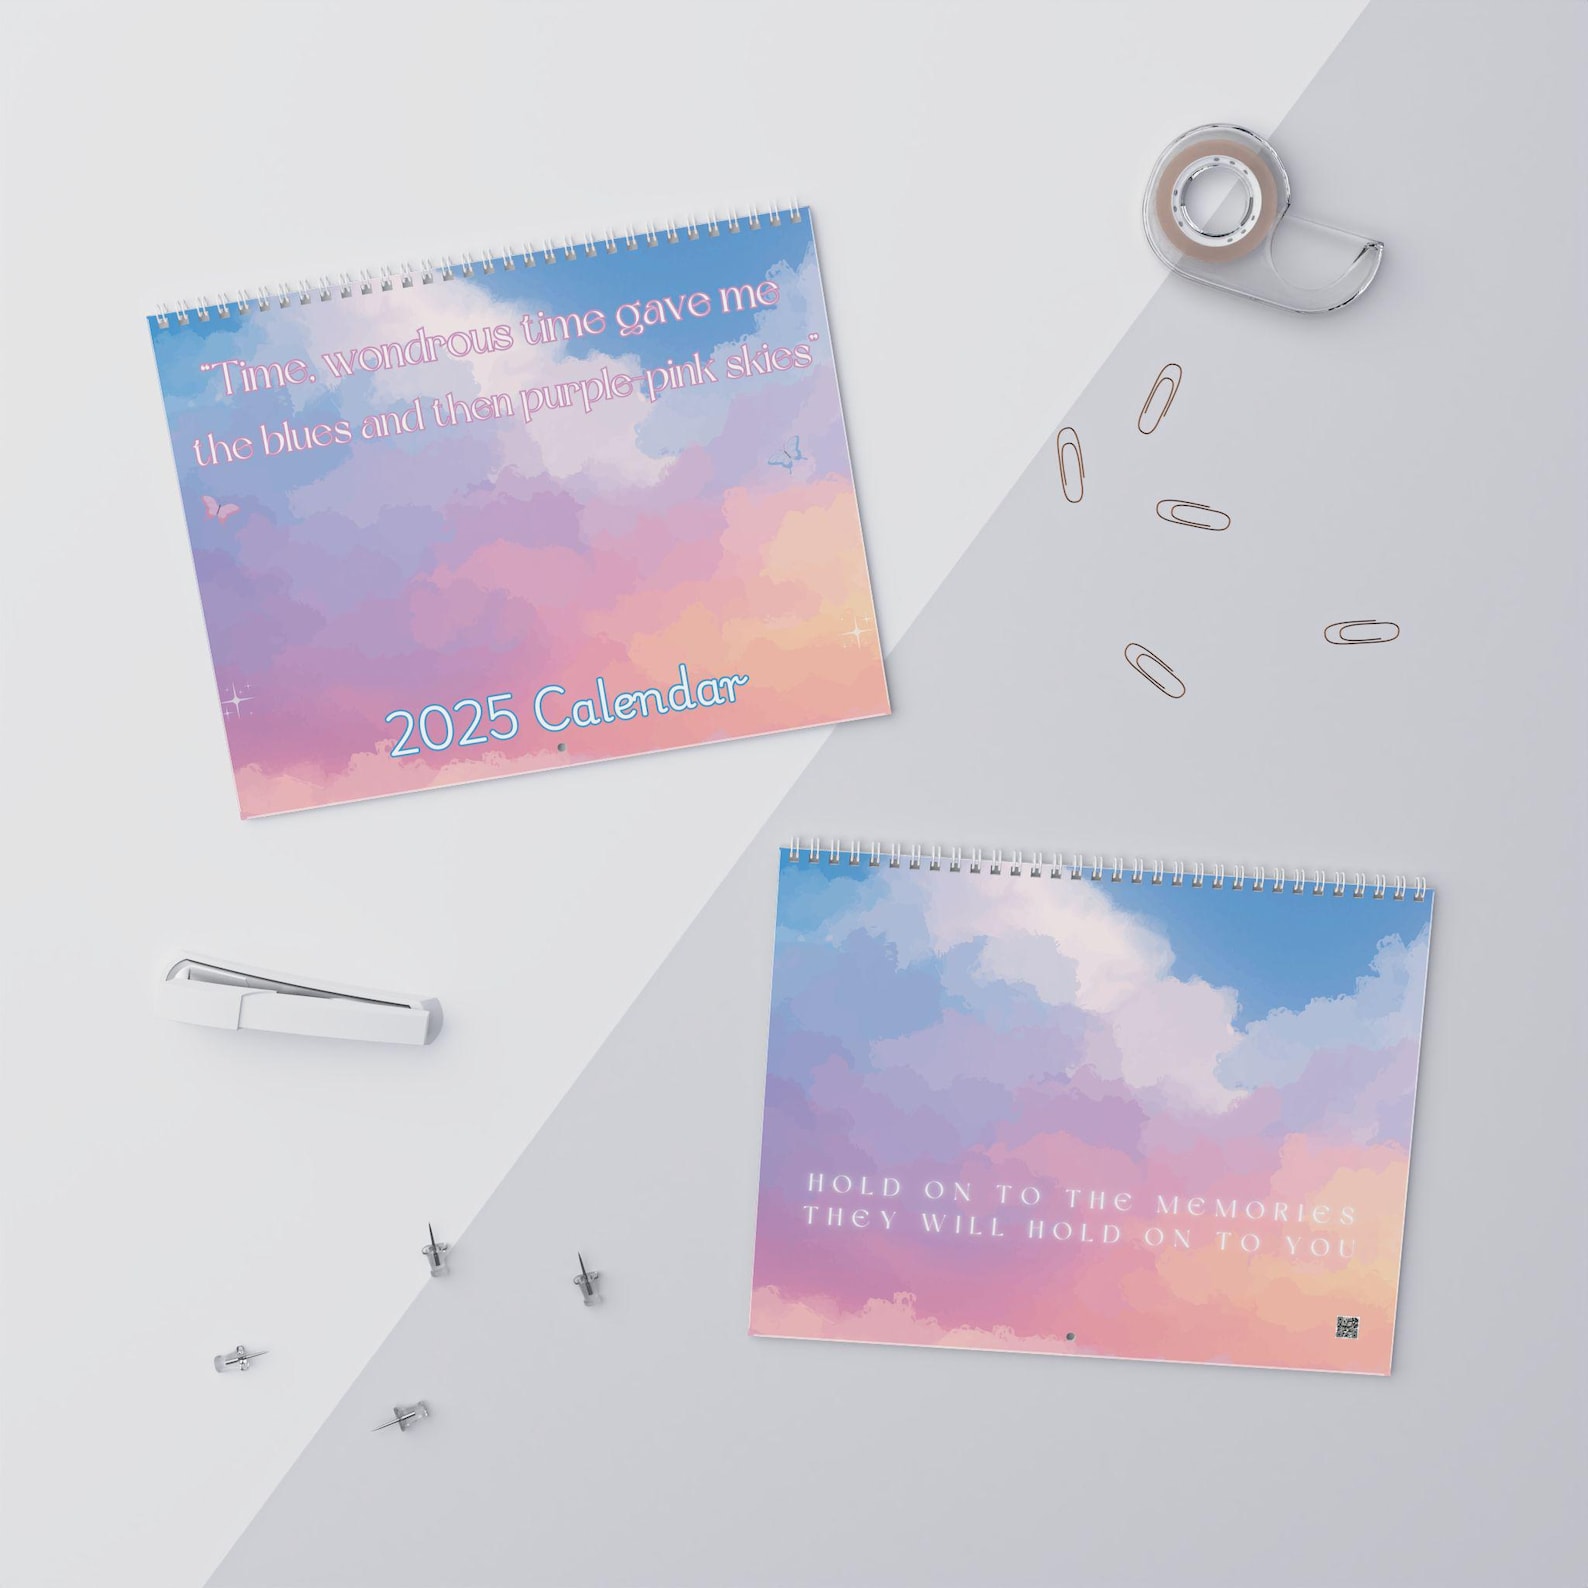 “Time, wondrous time gave me
the blues and then purple-pink skies”
2025 Calendar
HOLD ON TO THE MEMORIES
THEY WILL HOLD ON TO YOU